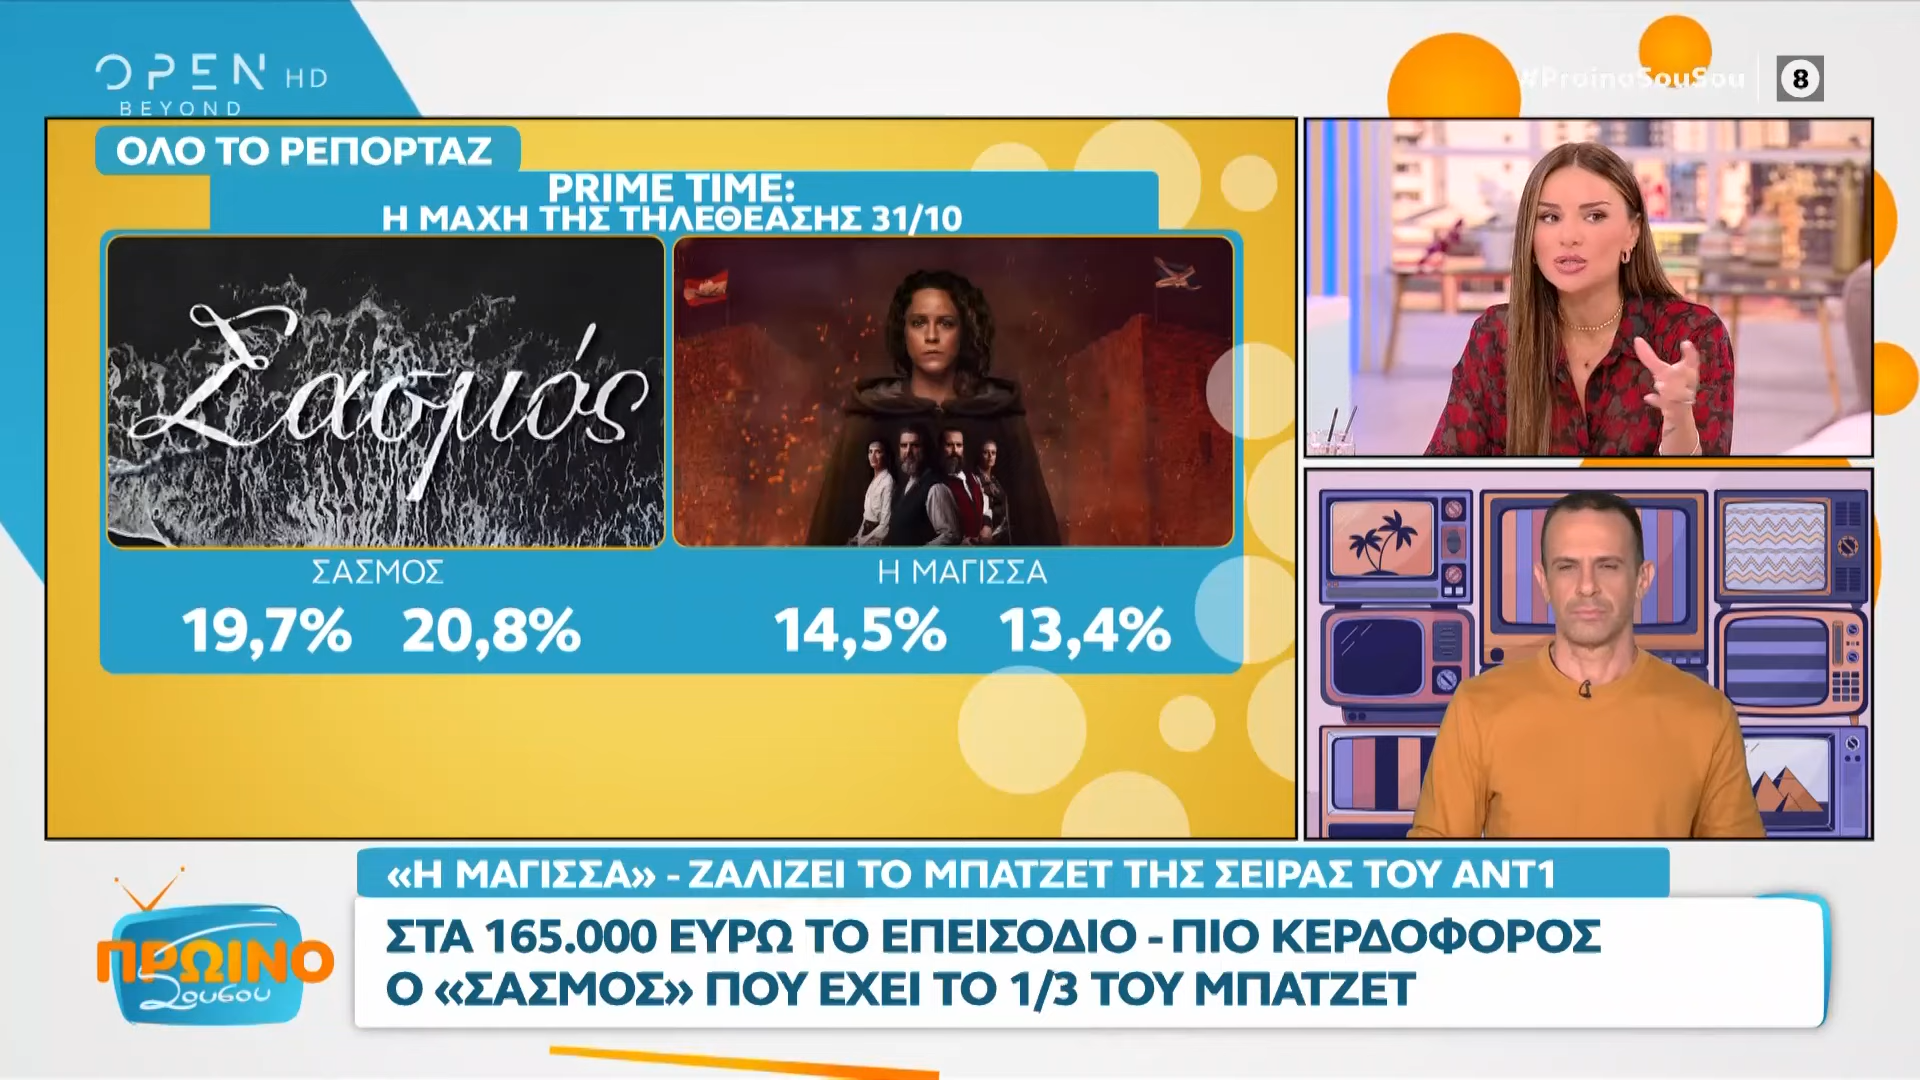 OPEN HD
BEYOND
#ProinoSouSou
8
ΟΛΟ ΤΟ ΡΕΠΟΡΤΑΖ
PRIME TIME:
Η ΜΑΧΗ ΤΗΣ ΤΗΛΕΘΕΑΣΗΣ 31/10
Σασμός
ΣΑΣΜΟΣ
Η ΜΑΓΙΣΣΑ
19,7% 20,8%
14,5% 13,4%
«Η ΜΑΓΙΣΣΑ» - ΖΑΛΙΖΕΙ ΤΟ ΜΠΑΤΖΕΤ ΤΗΣ ΣΕΙΡΑΣ ΤΟΥ ΑΝΤ1
ΣΤΑ 165.000 ΕΥΡΩ ΤΟ ΕΠΕΙΣΟΔΙΟ - ΠΙΟ ΚΕΡΔΟΦΟΡΟΣ
Ο «ΣΑΣΜΟΣ» ΠΟΥ ΕΧΕΙ ΤΟ 1/3 ΤΟΥ ΜΠΑΤΖΕΤ
ΠΡΩΙΝΟ
Σουσου